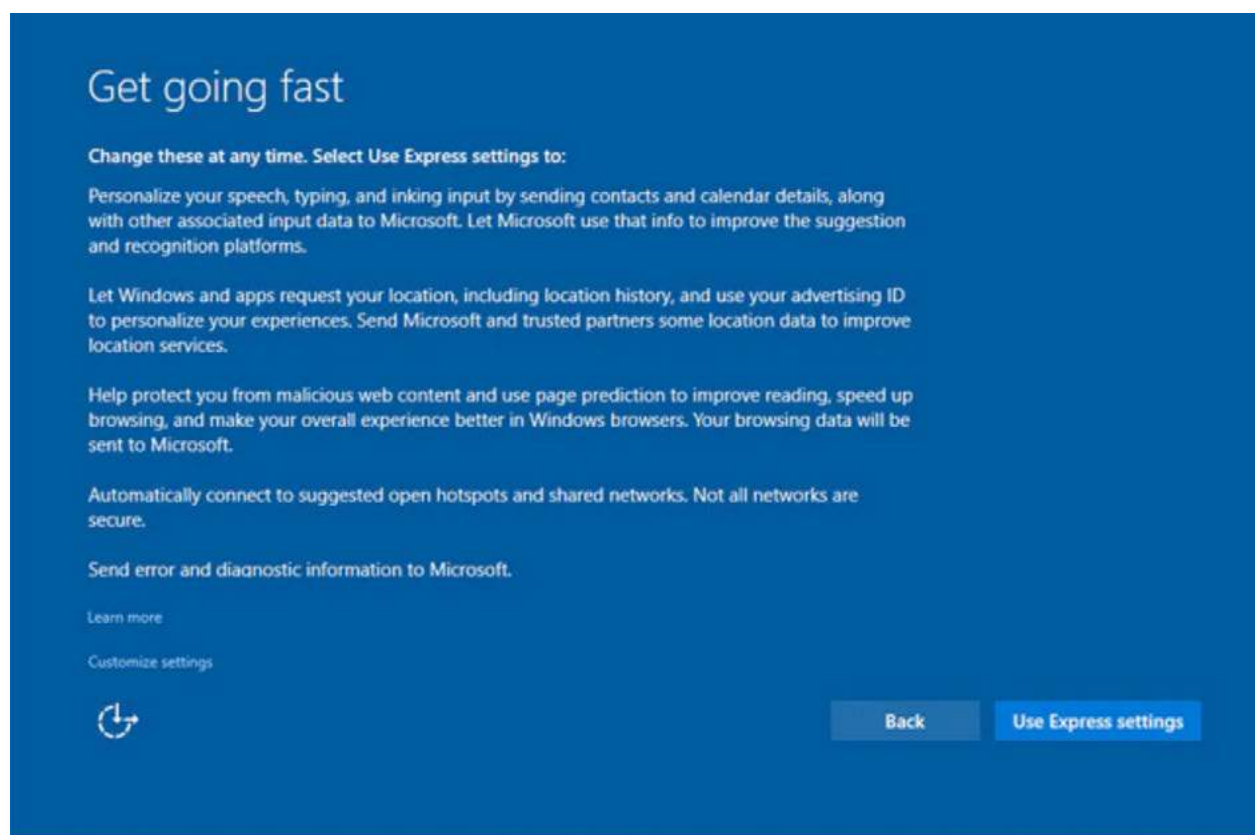 Get going fast
Change these at any time. Select Use Express settings to:
Personalize your speech, typing, and inking input by sending contacts and calendar details, along
with other associated input data to Microsoft. Let Microsoft use that info to improve the suggestion
and recognition platforms.
Let Windows and apps request your location, including location history, and use your advertising ID
to personalize your experiences. Send Microsoft and trusted partners some location data to improve
location services.
Help protect you from malicious web content and use page prediction to improve reading, speed up
browsing, and make your overall experience better in Windows browsers. Your browsing data will be
sent to Microsoft.
Automatically connect to suggested open hotspots and shared networks. Not all networks are
secure.
Send error and diagnostic information to Microsoft.
Learn more
Customize settings
Back
Use Express settings